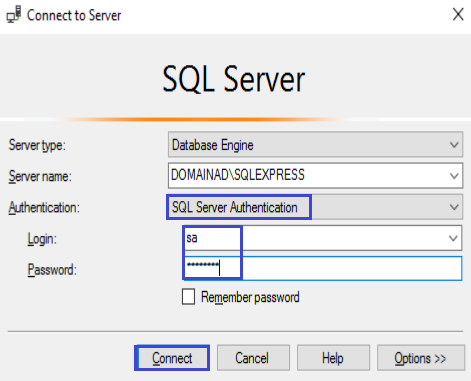 Connect to Server
SQL Server
Server type: Database Engine
Server name: DOMAINAD\SQLEXPRESS
Authentication: SQL Server Authentication
Login: sa
Password: ********
Remember password
Connect Cancel Help Options >>